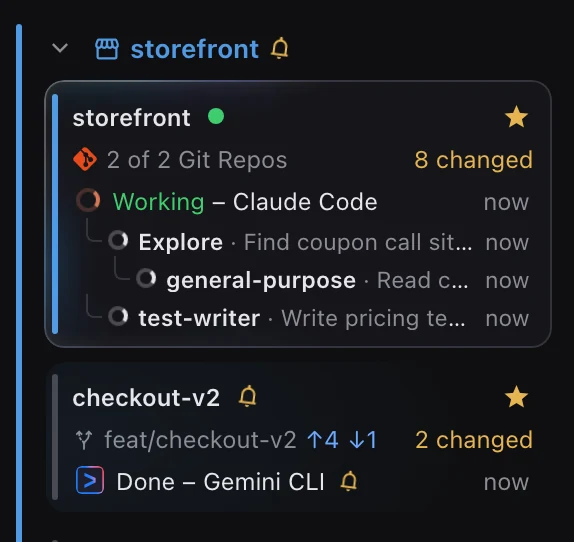 storefront
storefront
2 of 2 Git Repos 8 changed
Working – Claude Code now
Explore · Find coupon call sit... now
general-purpose · Read c... now
test-writer · Write pricing te... now
checkout-v2
feat/checkout-v2 ↑4 ↓1 2 changed
Done – Gemini CLI now